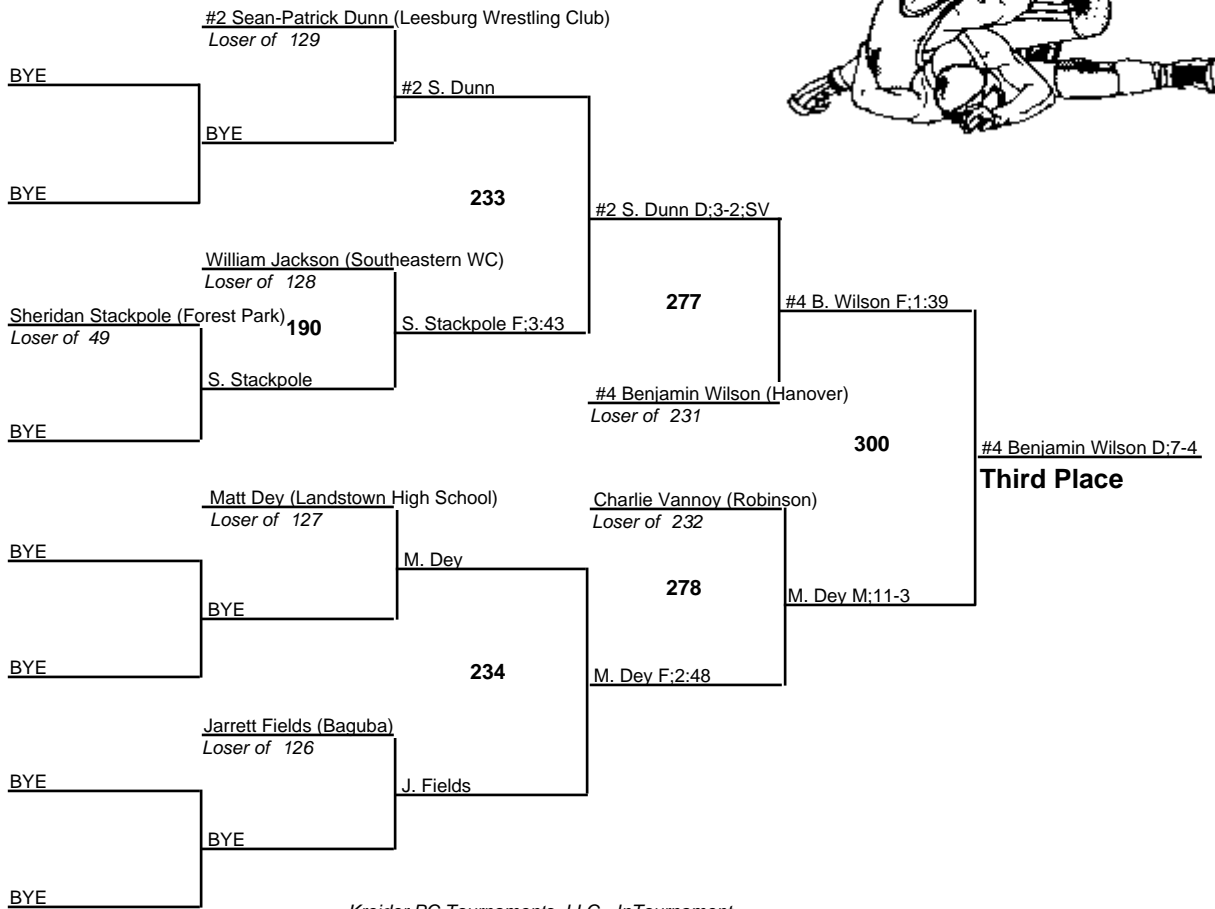 #2 Sean-Patrick Dunn (Leesburg Wrestling Club)
Loser of 129
BYE
#2 S. Dunn
BYE
BYE
233
#2 S. Dunn D;3-2;SV
William Jackson (Southeastern WC)
Loser of 128
277
#4 B. Wilson F;1:39
Sheridan Stackpole (Forest Park)
190
S. Stackpole F;3:43
Loser of 49
S. Stackpole
#4 Benjamin Wilson (Hanover)
Loser of 231
BYE
300
#4 Benjamin Wilson D;7-4
Third Place
Matt Dey (Landstown High School)
Charlie Vannoy (Robinson)
Loser of 127
Loser of 232
BYE
M. Dey
278
M. Dey M;11-3
BYE
BYE
234
M. Dey F;2:48
Jarrett Fields (Baguba)
Loser of 126
BYE
J. Fields
BYE
BYE
Kreider PC Tournaments, LLC - InTournament